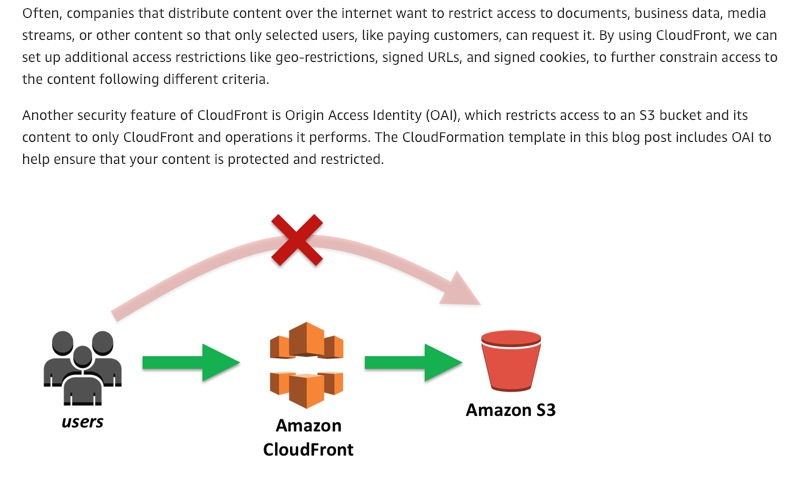 Often, companies that distribute content over the internet want to restrict access to documents, business data, media
streams, or other content so that only selected users, like paying customers, can request it. By using CloudFront, we can
set up additional access restrictions like geo-restrictions, signed URLs, and signed cookies, to further constrain access to
the content following different criteria.
Another security feature of CloudFront is Origin Access Identity (OAI), which restricts access to an S3 bucket and its
content to only CloudFront and operations it performs. The CloudFormation template in this blog post includes OAI to
help ensure that your content is protected and restricted.
users
Amazon
CloudFront
Amazon S3